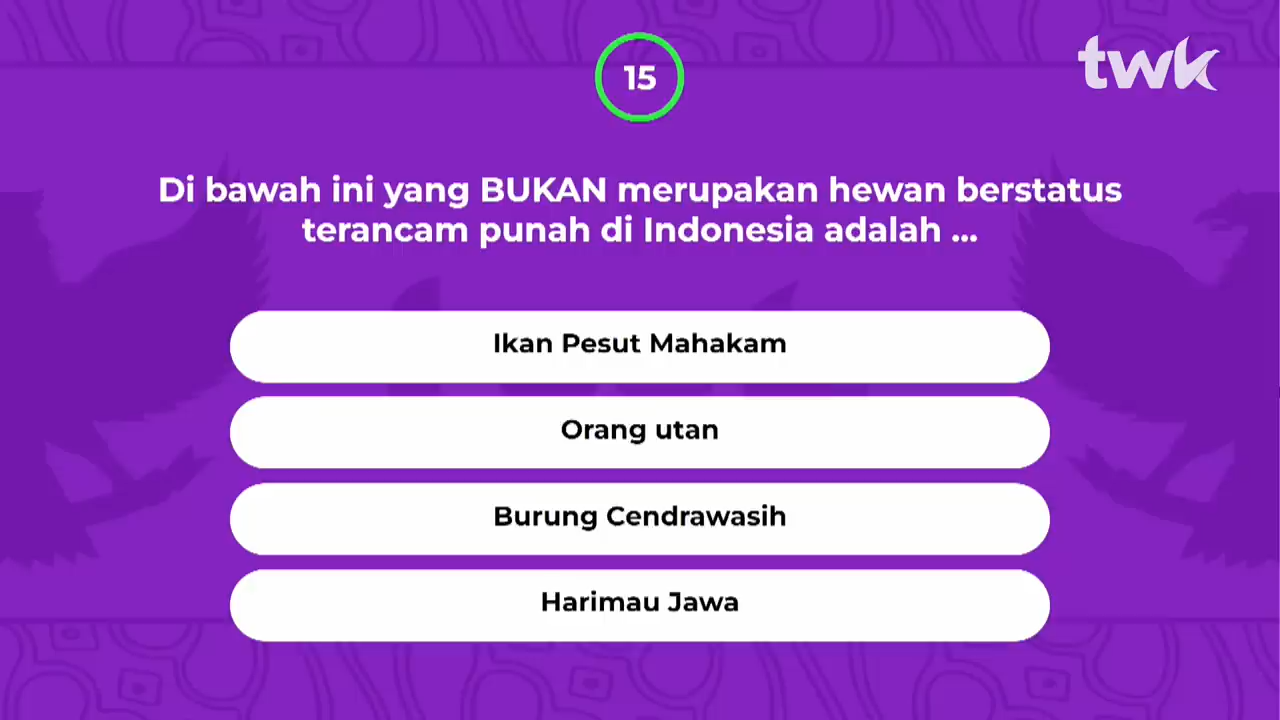 15
twk
Di bawah ini yang BUKAN merupakan hewan berstatus
terancam punah di Indonesia adalah ...
Ikan Pesut Mahakam
Orang utan
Burung Cendrawasih
Harimau Jawa